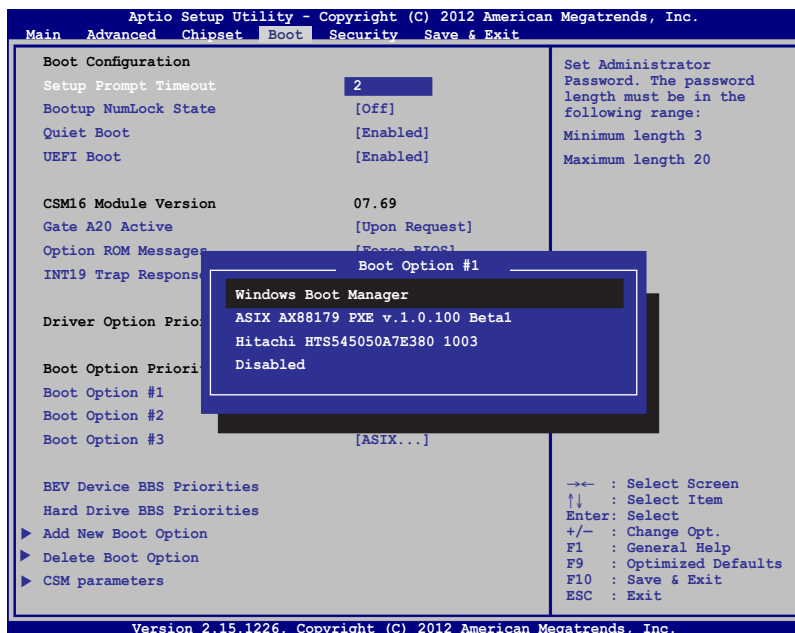 Aptio Setup Utility - Copyright (C) 2012 American Megatrends, Inc.
Main Advanced Chipset Boot Security Save & Exit
Boot Configuration
Setup Prompt Timeout 2
Bootup NumLock State [Off]
Quiet Boot [Enabled]
UEFI Boot [Enabled]
CSM16 Module Version 07.69
Gate A20 Active [Upon Request]
Option ROM Messages [Force BIOS]
INT19 Trap Respons
Driver Option Prio
Boot Option Priori
Boot Option #1
Boot Option #2
Boot Option #3 [ASIX...]
BEV Device BBS Priorities
Hard Drive BBS Priorities
Add New Boot Option
Delete Boot Option
CSM parameters
Boot Option #1
Windows Boot Manager
ASIX AX88179 PXE v.1.0.100 Beta1
Hitachi HTS545050A7E380 1003
Disabled
Set Administrator
Password. The password
length must be in the
following range:
Minimum length 3
Maximum length 20
→← : Select Screen
↑↓ : Select Item
Enter: Select
+/— : Change Opt.
F1 : General Help
F9 : Optimized Defaults
F10 : Save & Exit
ESC : Exit
Version 2.15.1226. Copyright (C) 2012 American Megatrends, Inc.